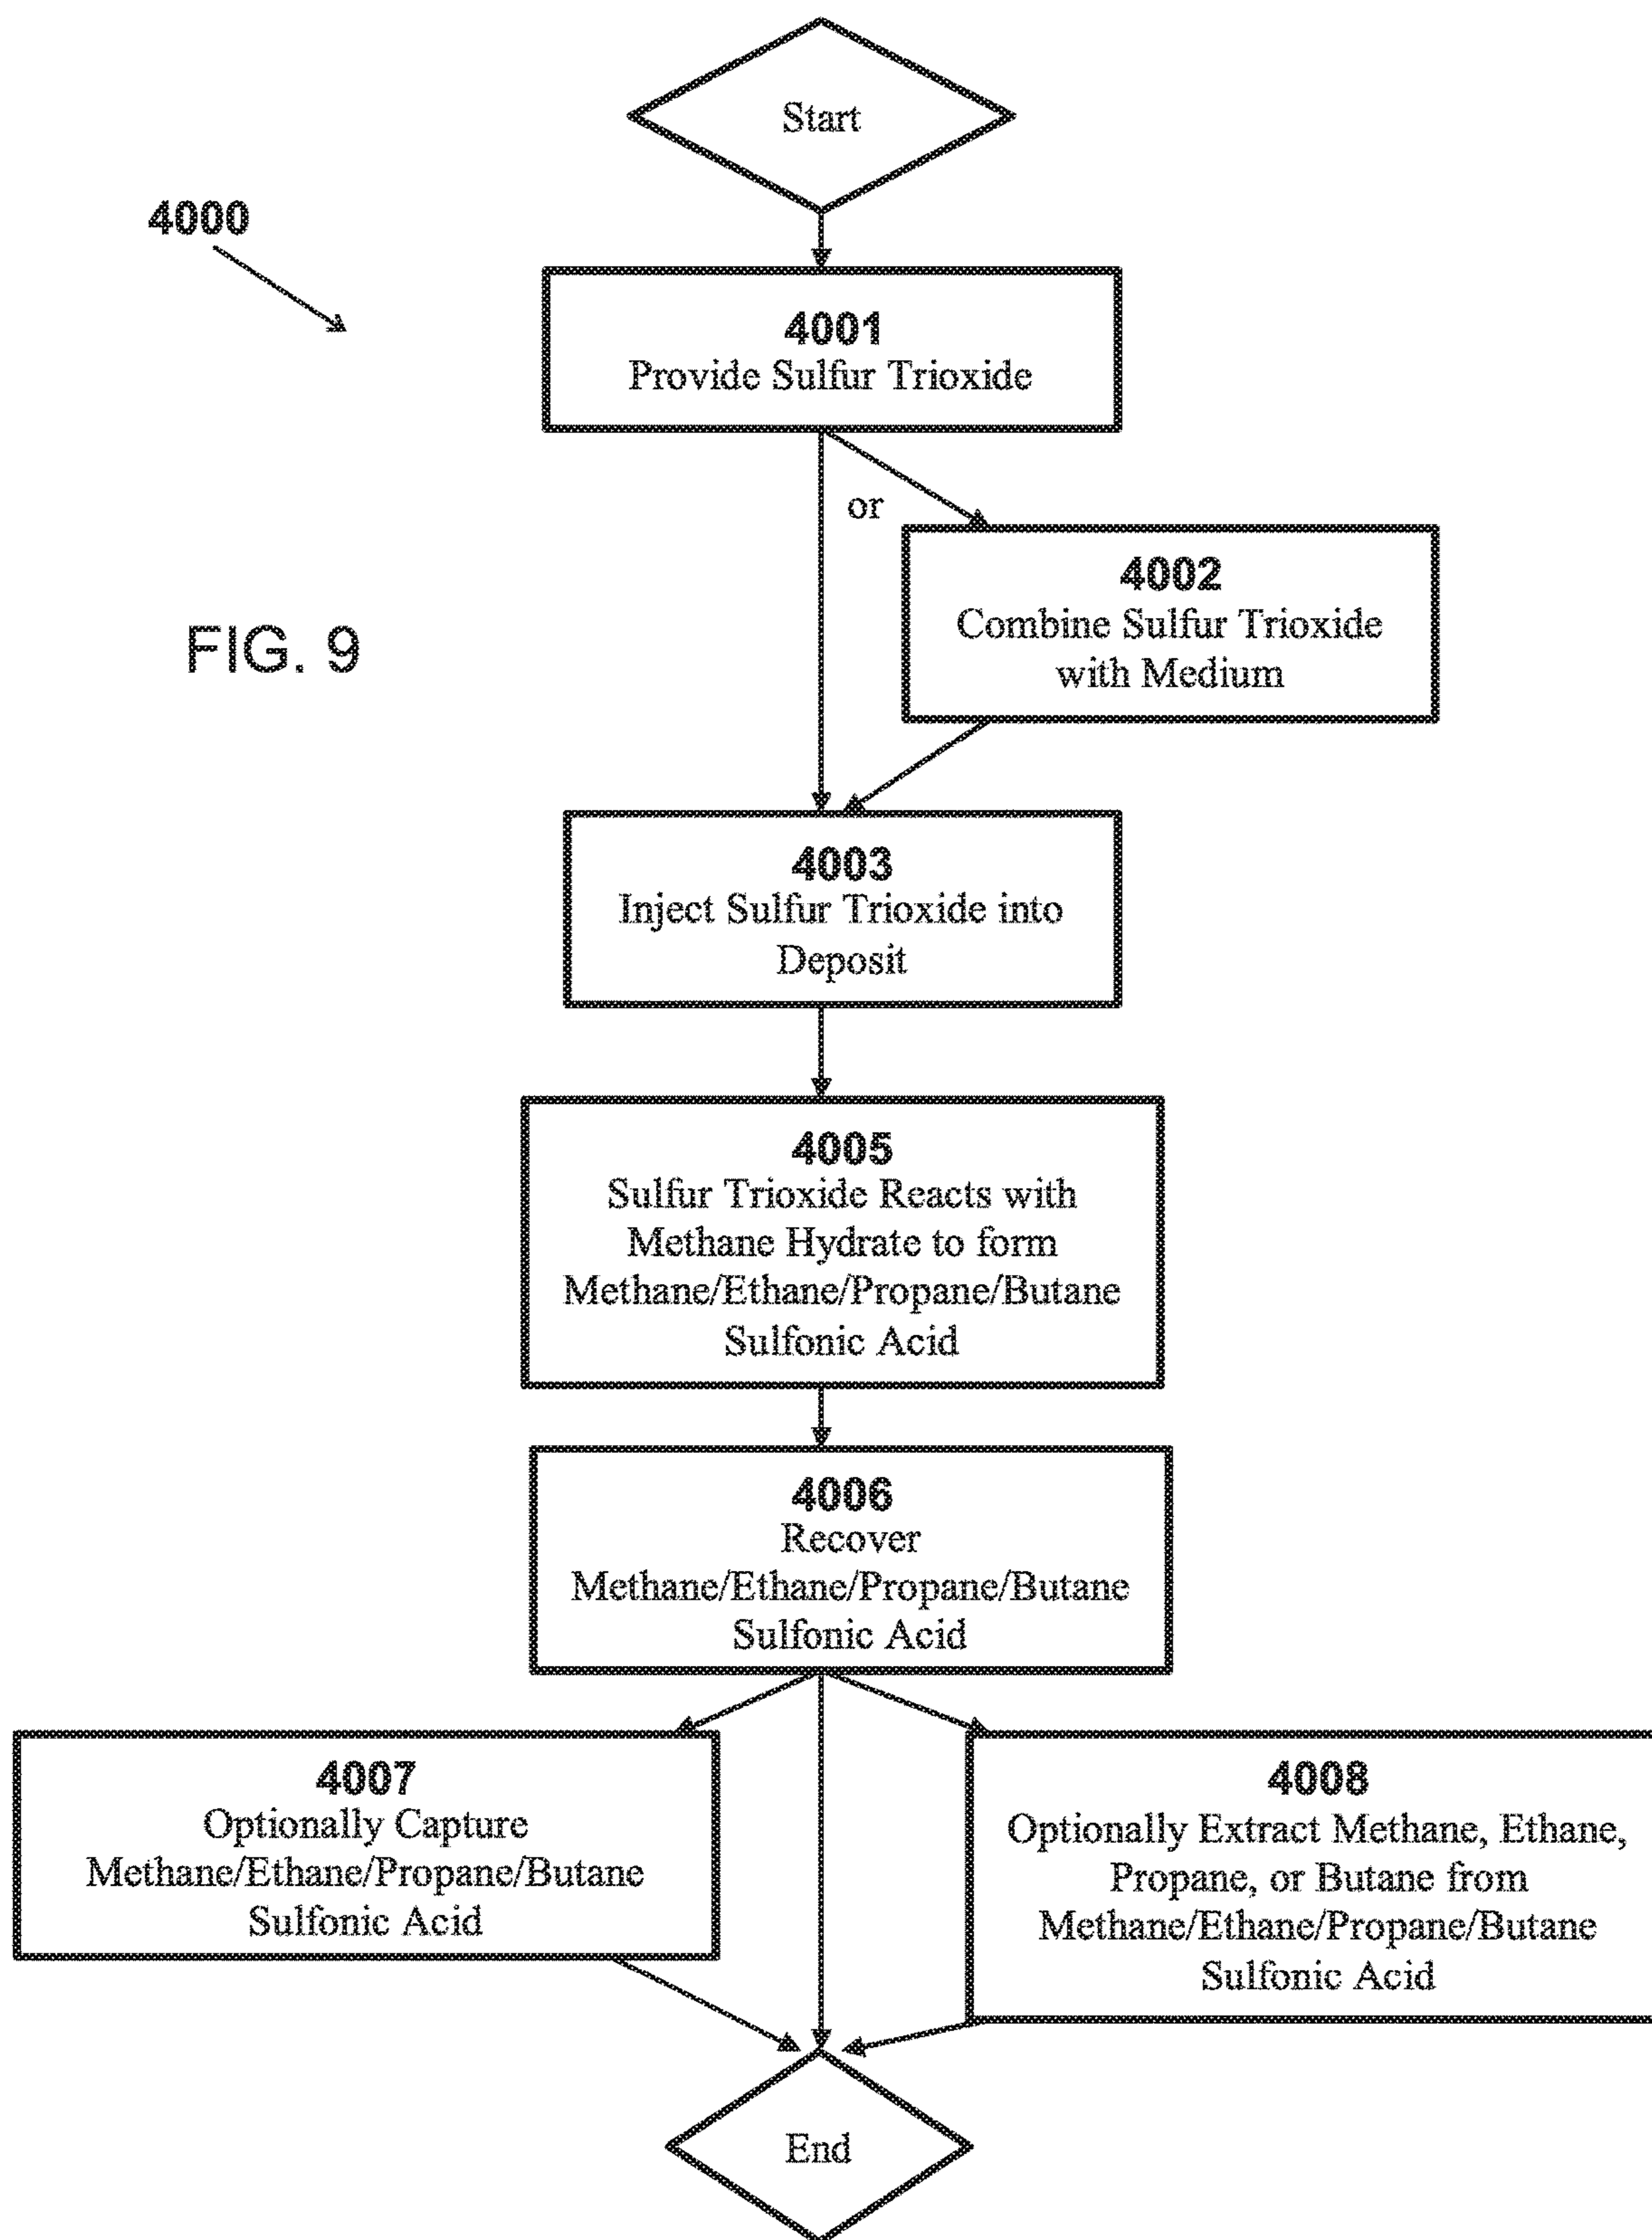 Start
4000
4001
Provide Sulfur Trioxide
or
4002
Combine Sulfur Trioxide
with Medium
FIG. 9
4003
Inject Sulfur Trioxide into
Deposit
4005
Sulfur Trioxide Reacts with
Methane Hydrate to form
Methane/Ethane/Propane/Butane
Sulfonic Acid
4006
Recover
Methane/Ethane/Propane/Butane
Sulfonic Acid
4007
Optionally Capture
Methane/Ethane/Propane/Butane
Sulfonic Acid
4008
Optionally Extract Methane, Ethane,
Propane, or Butane from
Methane/Ethane/Propane/Butane
Sulfonic Acid
End